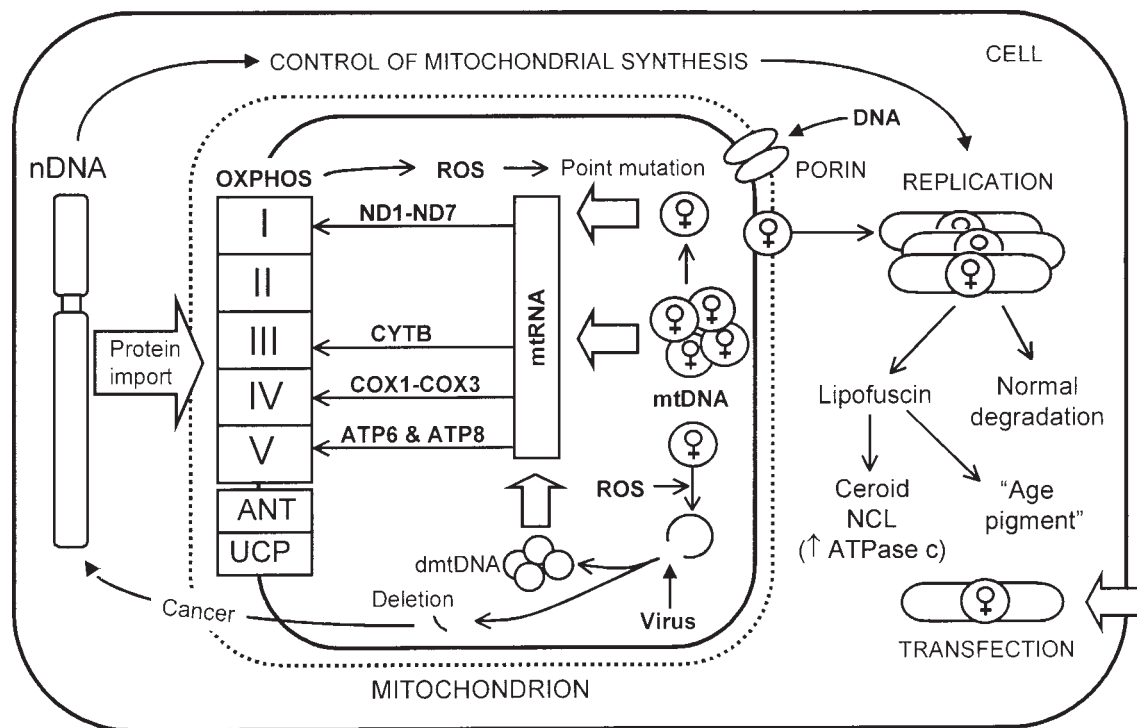 CELL
CONTROL OF MITOCHONDRIAL SYNTHESIS
DNA
nDNA
PORIN
OXPHOS
ROS
Point mutation
REPLICATION
I
ND1-ND7
II
III
CYTB
mtRNA
Protein
import
IV
COX1-COX3
mtDNA
Lipofuscin
Normal
degradation
V
ATP6 & ATP8
ROS
ANT
UCP
Ceroid
NCL
(↑ ATPase c)
“Age
pigment”
dmtDNA
Deletion
Cancer
Virus
TRANSFECTION
MITOCHONDRION